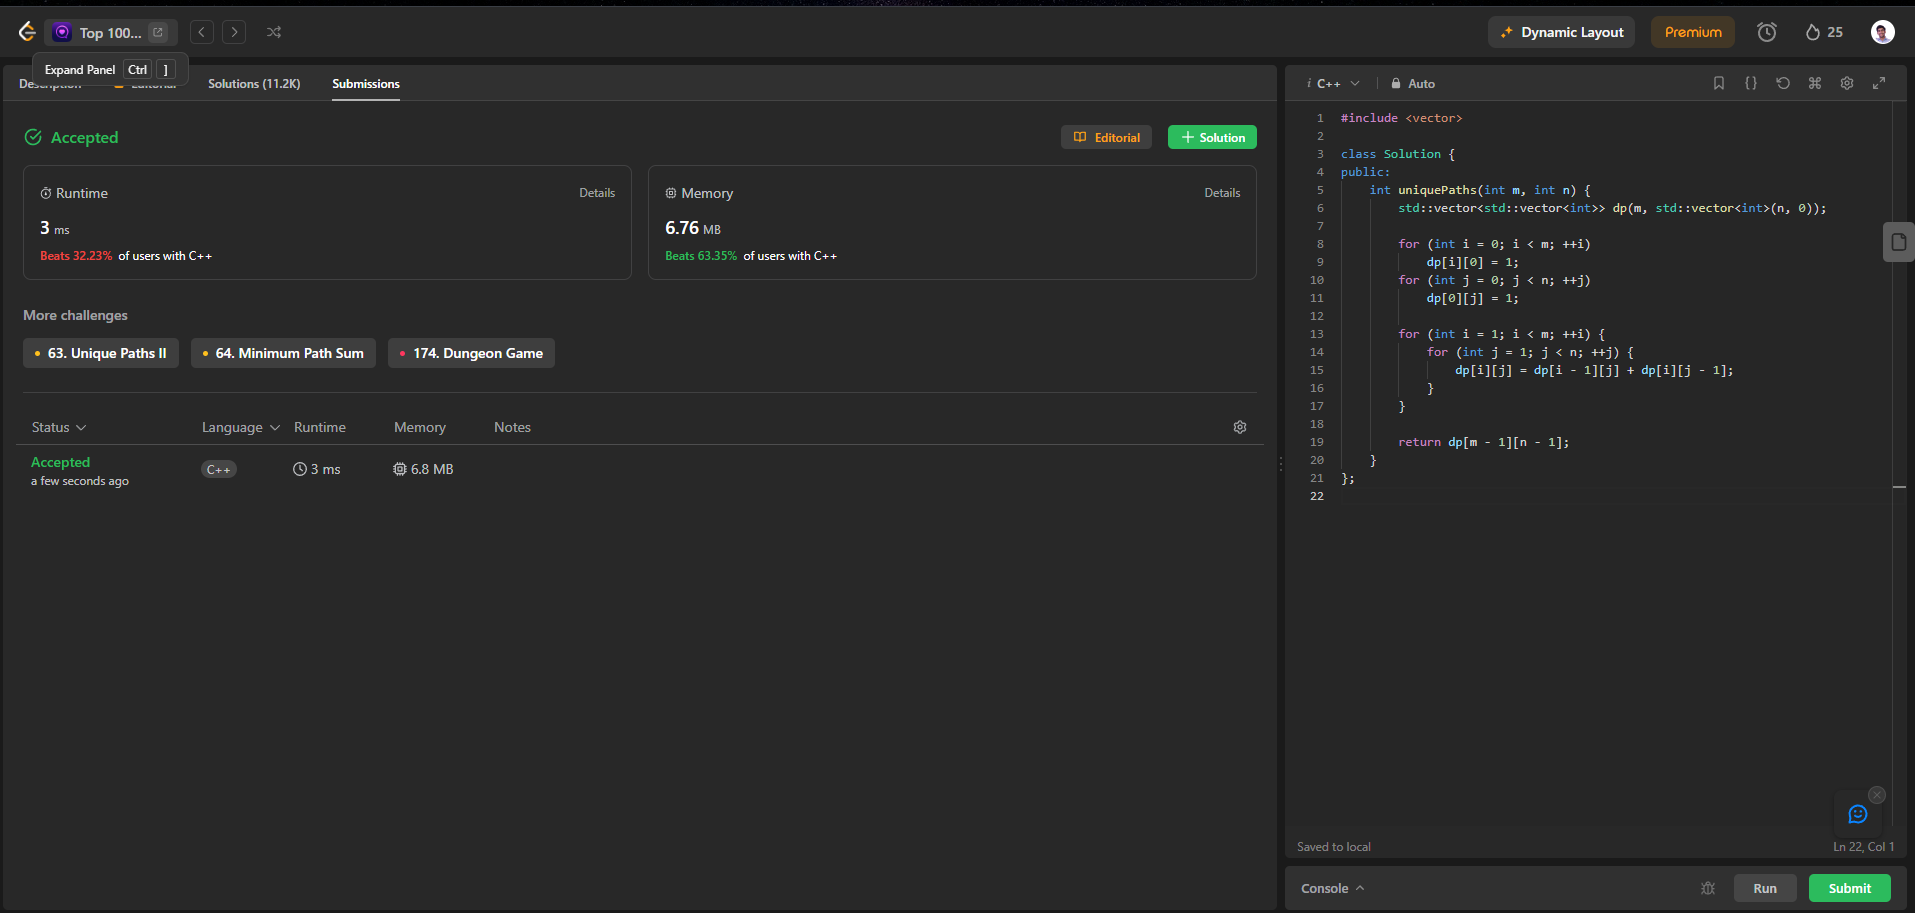 Top 100...
Dynamic Layout
Premium
25
Expand Panel Ctrl ]
Description
Editorial
Solutions (11.2K)
Submissions
Accepted
Editorial
Solution
Runtime
Details
3 ms
Beats 32.23% of users with C++
Memory
Details
6.76 MB
Beats 63.35% of users with C++
More challenges
63. Unique Paths II
64. Minimum Path Sum
174. Dungeon Game
Status
Language
Runtime
Memory
Notes
Accepted
a few seconds ago
C++
3 ms
6.8 MB
i C++
Auto
{}
1 #include <vector>
2
3 class Solution {
4 public:
5     int uniquePaths(int m, int n) {
6         std::vector<std::vector<int>> dp(m, std::vector<int>(n, 0));
7
8         for (int i = 0; i < m; ++i)
9             dp[i][0] = 1;
10         for (int j = 0; j < n; ++j)
11             dp[0][j] = 1;
12
13         for (int i = 1; i < m; ++i) {
14             for (int j = 1; j < n; ++j) {
15                 dp[i][j] = dp[i - 1][j] + dp[i][j - 1];
16             }
17         }
18
19         return dp[m - 1][n - 1];
20     }
21 };
22
Saved to local
Ln 22, Col 1
Console
Run
Submit